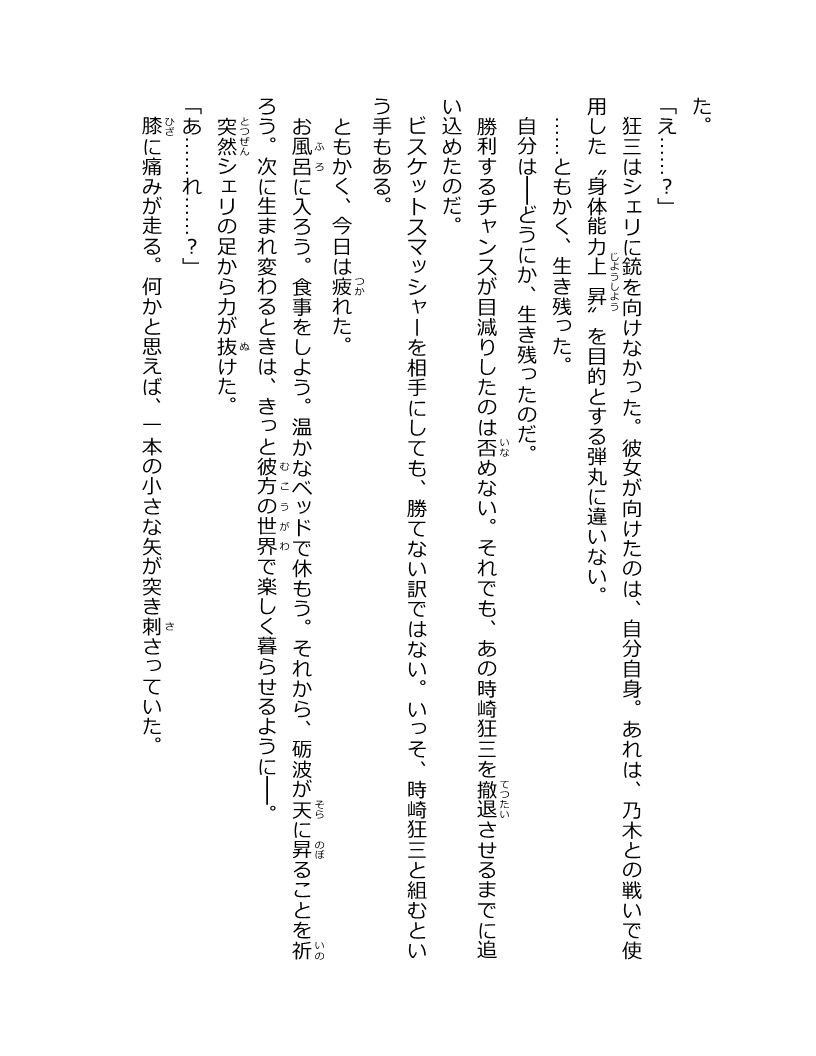 た。
「え……？」
狂三はシェリに銃を向けなかった。彼女が向けたのは、自分自身。あれは、乃木との戦いで使
用した〝身体能力上昇〟を目的とする弾丸に違いない。
……ともかく、生き残った。
自分は──どうにか、生き残ったのだ。
勝利するチャンスが目減りしたのは否めない。それでも、あの時崎狂三を撤退させるまでに追
い込めたのだ。
ビスケットスマッシャーを相手にしても、勝てない訳ではない。いっそ、時崎狂三と組むとい
う手もある。
ともかく、今日は疲れた。
お風呂に入ろう。食事をしよう。温かなベッドで休もう。それから、砺波が天に昇ることを祈
ろう。次に生まれ変わるときは、きっと彼方の世界で楽しく暮らせるように──。
突然シェリの足から力が抜けた。
「あ……れ……？」
膝に痛みが走る。何かと思えば、一本の小さな矢が突き刺さっていた。